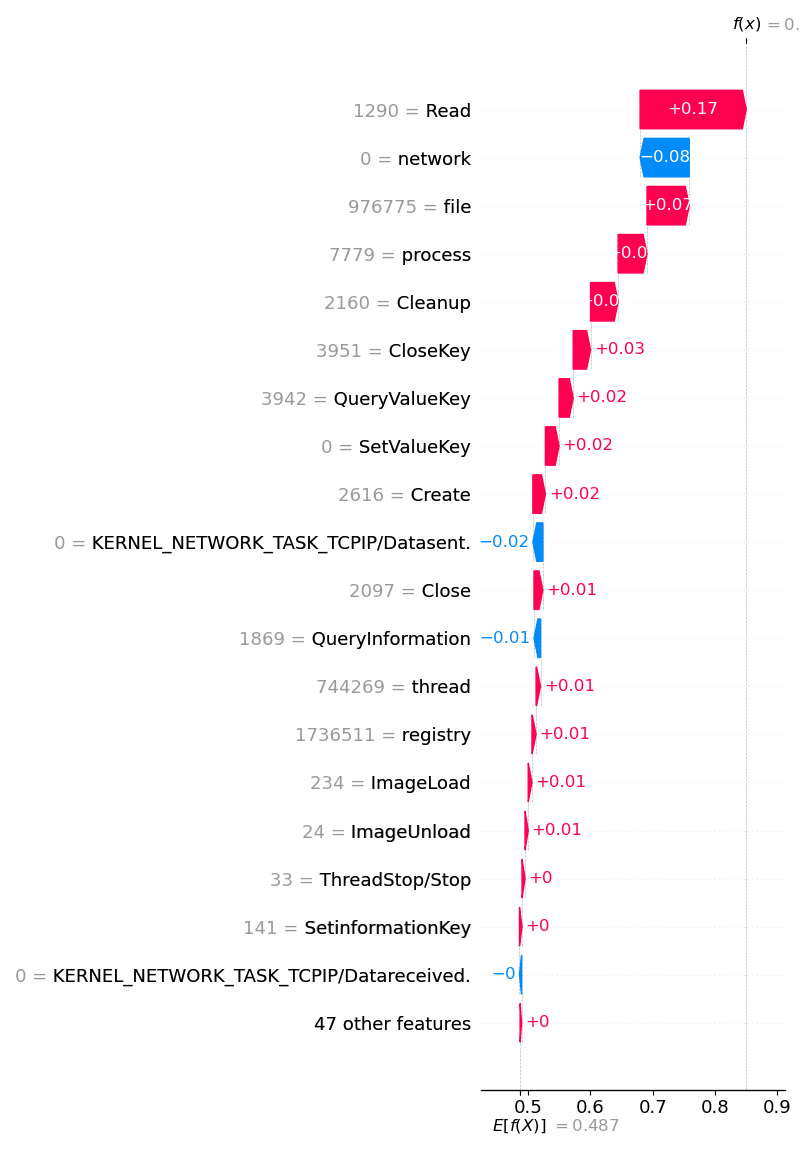 f(x) = 0.
1290 = Read
+0.17
0 = network
−0.08
976775 = file
+0.07
7779 = process
0.0
2160 = Cleanup
0.0
3951 = CloseKey
+0.03
3942 = QueryValueKey
+0.02
0 = SetValueKey
+0.02
2616 = Create
+0.02
0 = KERNEL_NETWORK_TASK_TCPIP/Datasent.
−0.02
2097 = Close
+0.01
1869 = QueryInformation
−0.01
744269 = thread
+0.01
1736511 = registry
+0.01
234 = ImageLoad
+0.01
24 = ImageUnload
+0.01
33 = ThreadStop/Stop
+0
141 = SetinformationKey
+0
0 = KERNEL_NETWORK_TASK_TCPIP/Datareceived.
−0
47 other features
+0
0.5 0.6 0.7 0.8 0.9
E[f(X)] = 0.487